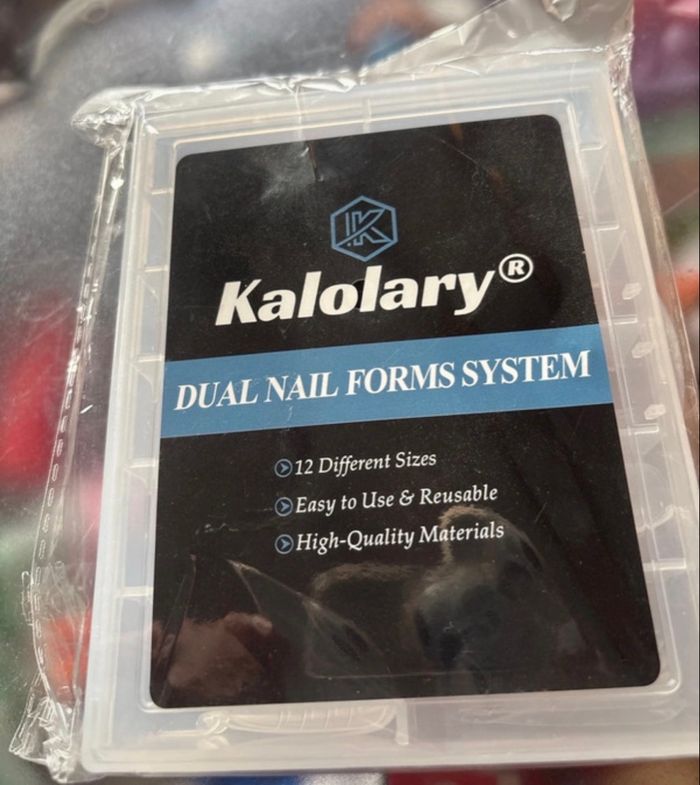 K
Kalolary®
DUAL NAIL FORMS SYSTEM
12 Different Sizes
Easy to Use & Reusable
High-Quality Materials